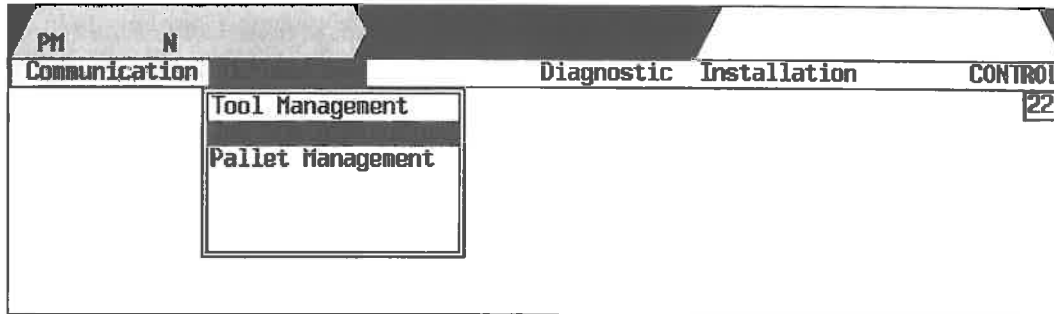 PM N
Communication Diagnostic Installation CONTROL
Tool Management 22
Pallet Management